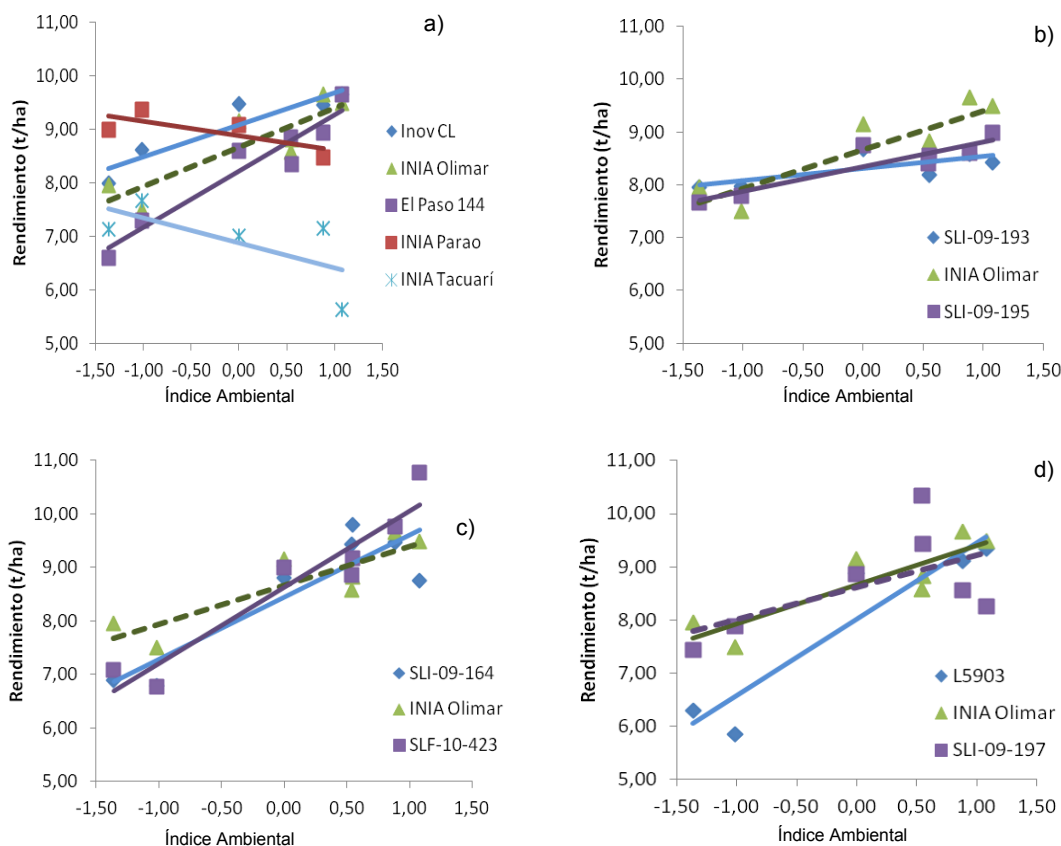 a)
11,00
10,00
9,00
8,00
7,00
6,00
5,00
Rendimiento (t/ha)
-1,50 -1,00 -0,50 0,00 0,50 1,00 1,50
Índice Ambiental
Inov CL
INIA Olimar
El Paso 144
INIA Parao
INIA Tacuarí
b)
11,00
10,00
9,00
8,00
7,00
6,00
5,00
Rendimiento (t/ha)
-1,50 -1,00 -0,50 0,00 0,50 1,00 1,50
Índice Ambiental
SLI-09-193
INIA Olimar
SLI-09-195
c)
11,00
10,00
9,00
8,00
7,00
6,00
5,00
Rendimiento (t/ha)
-1,50 -1,00 -0,50 0,00 0,50 1,00 1,50
Índice Ambiental
SLI-09-164
INIA Olimar
SLF-10-423
d)
11,00
10,00
9,00
8,00
7,00
6,00
5,00
Rendimiento (t/ha)
-1,50 -1,00 -0,50 0,00 0,50 1,00 1,50
Índice Ambiental
L5903
INIA Olimar
SLI-09-197